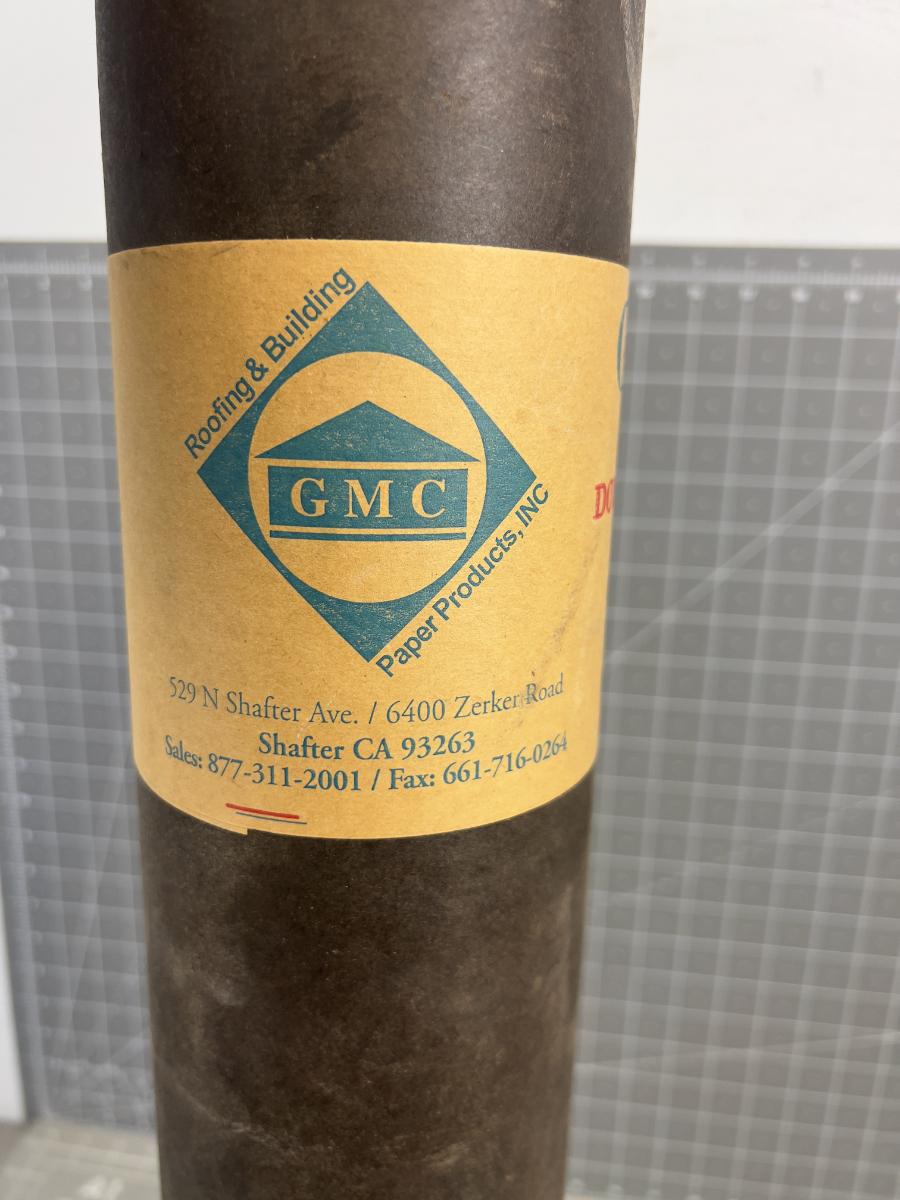 Roofing & Building
GMC
Paper Products, INC
529 N Shafter Ave. / 6400 Zerker Road
Shafter CA 93263
Sales: 877-311-2001 / Fax: 661-716-0264